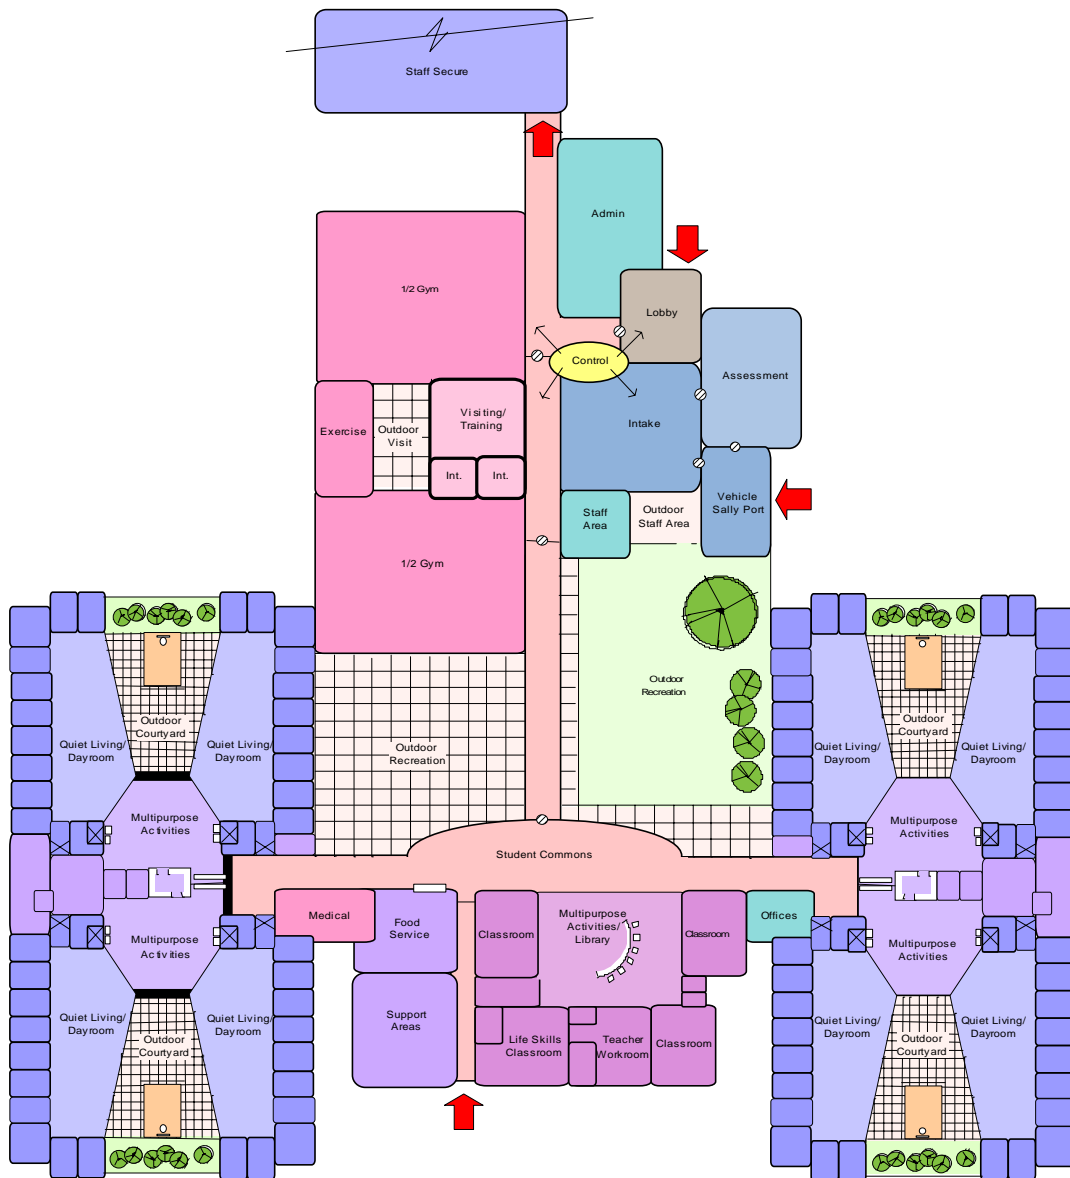 Staff Secure
Admin
1/2 Gym
Lobby
Control
Assessment
Exercise
Outdoor
Visit
Visiting/
Training
Intake
Int.
Int.
Staff
Area
Outdoor
Staff Area
Vehicle
Sally Port
1/2 Gym
Outdoor
Recreation
Outdoor
Recreation
Outdoor
Courtyard
Quiet Living/
Dayroom
Quiet Living/
Dayroom
Multipurpose
Activities
Outdoor
Courtyard
Quiet Living/
Dayroom
Quiet Living/
Dayroom
Multipurpose
Activities
Student Commons
Medical
Food
Service
Classroom
Multipurpose
Activities/
Library
Classroom
Offices
Multipurpose
Activities
Quiet Living/
Dayroom
Quiet Living/
Dayroom
Outdoor
Courtyard
Support
Areas
Life Skills
Classroom
Teacher
Workroom
Classroom
Multipurpose
Activities
Quiet Living/
Dayroom
Quiet Living/
Dayroom
Outdoor
Courtyard